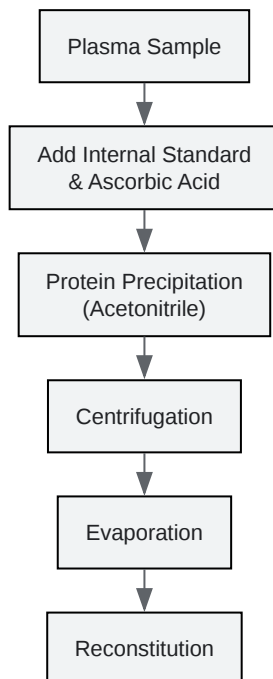 Plasma Sample
Add Internal Standard
& Ascorbic Acid
Protein Precipitation
(Acetonitrile)
Centrifugation
Evaporation
Reconstitution